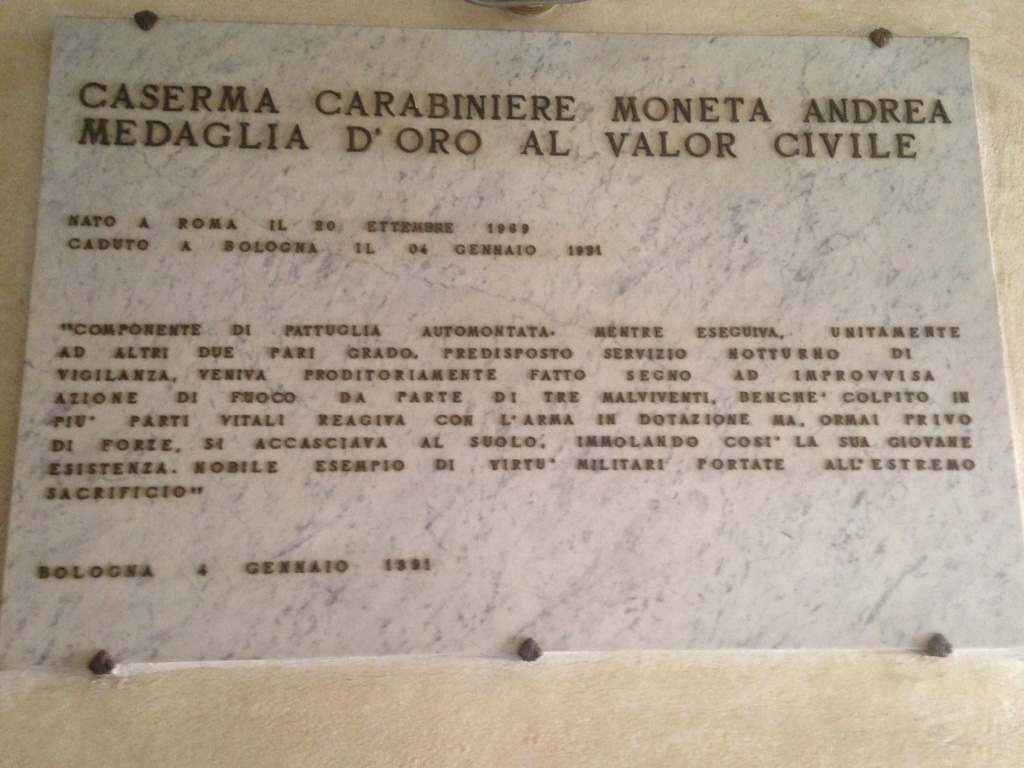 CASERMA CARABINIERE MONETA ANDREA
MEDAGLIA D'ORO AL VALOR CIVILE
NATO A ROMA IL 20 ETTEMBRE 1969
CADUTO A BOLOGNA IL 04 GENNAIO 1991
"COMPONENTE DI PATTUGLIA AUTOMONTATA. MENTRE ESEGUIVA, UNITAMENTE
AD ALTRI DUE PARI GRADO, PREDISPOSTO SERVIZIO NOTTURNO DI
VIGILANZA, VENIVA PRODITORIAMENTE FATTO SEGNO AD IMPROVVISA
AZIONE DI FUOCO DA PARTE DI TRE MALVIVENTI, BENCHE' COLPITO IN
PIU' PARTI VITALI REAGIVA CON L'ARMA IN DOTAZIONE MA, ORMAI PRIVO
DI FORZE, SI ACCASCIAVA AL SUOLO, IMMOLANDO COSI' LA SUA GIOVANE
ESISTENZA. NOBILE ESEMPIO DI VIRTU' MILITARI PORTATE ALL'ESTREMO
SACRIFICIO"
BOLOGNA 4 GENNAIO 1991